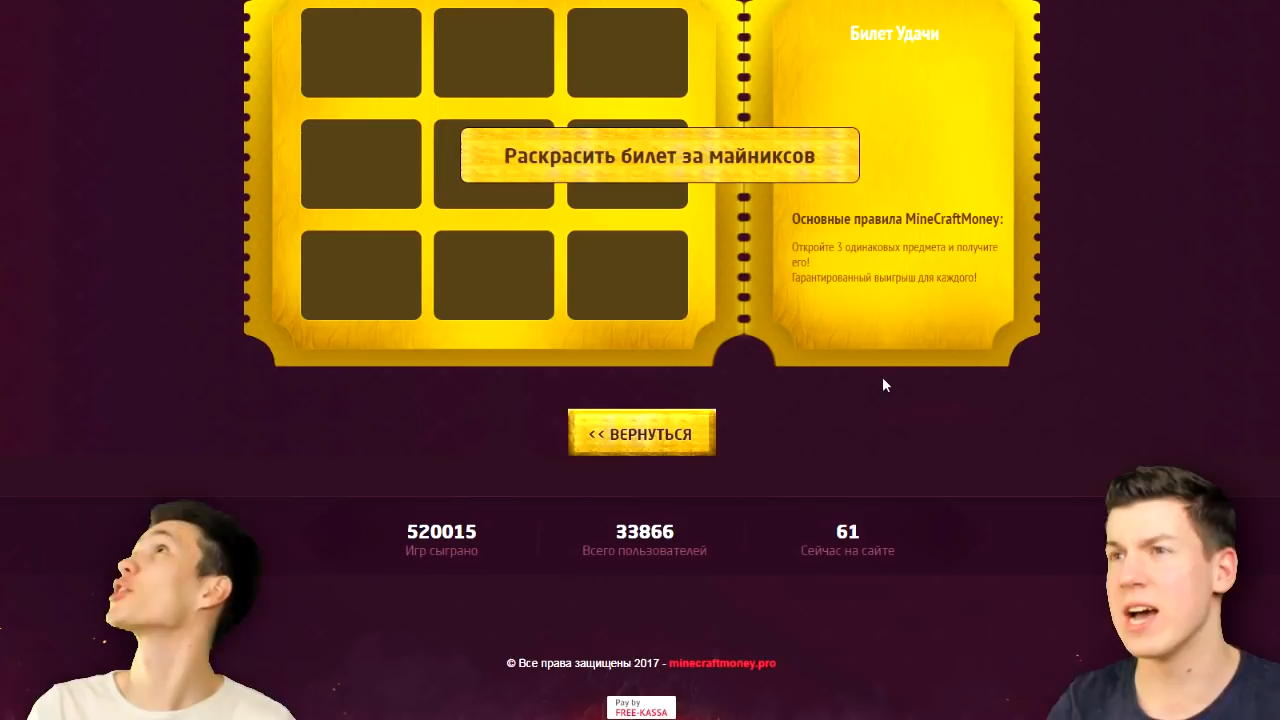 Билет Удачи
Раскрасить билет за майниксов
Основные правила MineCraftMoney:
Откройте 3 одинаковых предмета и получите
его!
Гарантированный выигрыш для каждого!
<< ВЕРНУТЬСЯ
520015
Игр сыграно
33866
Всего пользователей
61
Сейчас на сайте
© Все права защищены 2017 - minecraftmoney.pro
Pay by
FREE-KASSA